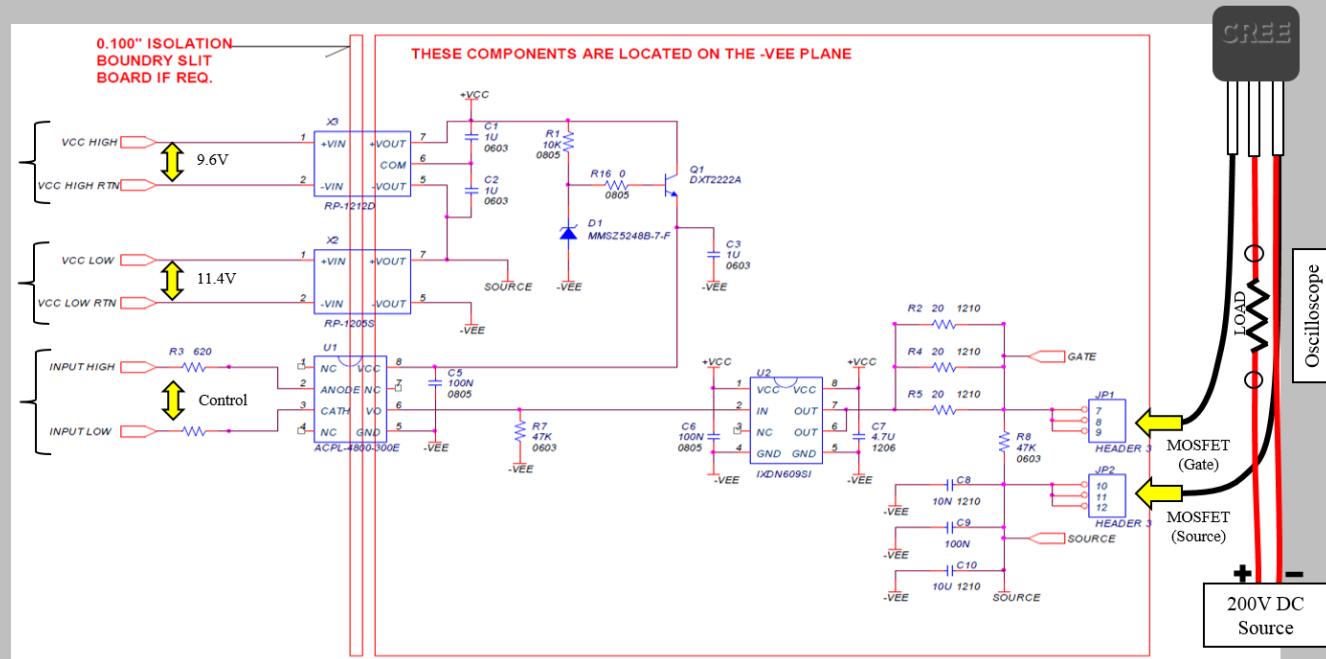 0.100" ISOLATION
BOUNDRY SLIT
BOARD IF REQ.
THESE COMPONENTS ARE LOCATED ON THE -VEE PLANE
CREE
VCC HIGH
9.6V
VCC HIGH RTN
1
2
X3
+VIN
-VIN
+VOUT
COM
-VOUT
RP-1212D
7
6
5
+VCC
C1
1U
0603
C2
1U
0603
R1
10K
0805
R16 0
0805
Q1
DXT2222A
D1
MMSZ5248B-7-F
-VEE
C3
1U
0603
-VEE
VCC LOW
11.4V
VCC LOW RTN
1
2
X2
+VIN
-VIN
+VOUT
-VOUT
RP-1205S
7
5
SOURCE
-VEE
INPUT HIGH
R3 620
Control
INPUT LOW
U1
1
2
3
4
NC
ANODE
CATH
NC
VCC
NC
VO
GND
8
7
6
5
ACPL-4800-300E
C5
100N
0805
-VEE
R7
47K
0603
-VEE
+VCC
C6
100N
0805
-VEE
U2
1
2
3
4
VCC
IN
NC
GND
VCC
OUT
OUT
GND
8
7
6
5
IXDN609SI
+VCC
C7
4.7U
1206
-VEE
R2 20 1210
R4 20 1210
R5 20 1210
GATE
R8
47K
0603
JP1
7
8
9
HEADER 3
JP2
10
11
12
HEADER 3
C8
10N 1210
-VEE
C9
100N
-VEE
C10
10U 1210
-VEE
SOURCE
SOURCE
MOSFET
(Gate)
MOSFET
(Source)
LOAD
Oscilloscope
+
−
200V DC
Source